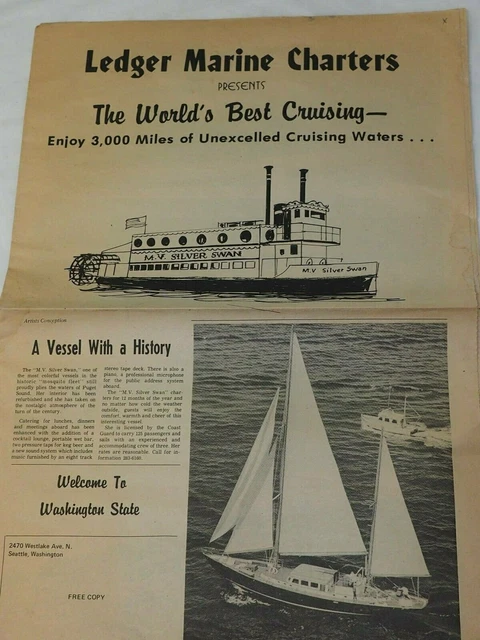 x
Ledger Marine Charters
PRESENTS
The World's Best Cruising—
Enjoy 3,000 Miles of Unexcelled Cruising Waters . . .
M.V. SILVER SWAN
M.V Silver Swan
Artists Conception
A Vessel With a History
The "M.V. Silver Swan," one of
the most colorful vessels in the
historic "mosquito fleet" still
proudly plies the waters of Puget
Sound. Her interior has been
refurbished and she has taken on
the nostalgic atmosphere of the
turn of the century.
Catering for lunches, dinners
and meetings aboard has been
enhanced with the addition of a
cocktail lounge, portable wet bar,
two pressure taps for keg beer and
a new sound system which includes
music furnished by an eight track
stereo tape deck. There is also a
piano, a professional microphone
for the public address system
aboard.
The "M.V. Silver Swan" char-
ters for 12 months of the year and
no matter how cold the weather
outside, guests will enjoy the
comfort, warmth and cheer of this
interesting vessel.
She is licensed by the Coast
Guard to carry 125 passengers and
sails with an experienced and
accommodating crew of three. Her
rates are reasonable. Call for in-
formation
Welcome To
Washington State
2470 Westlake Ave. N.
Seattle, Washington
FREE COPY